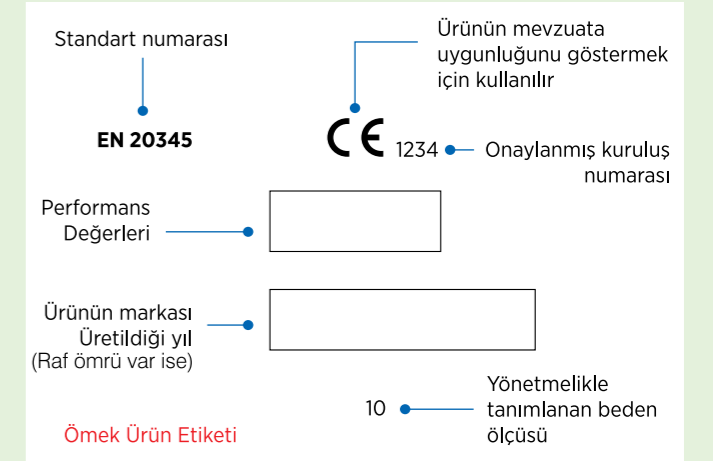 Standart numarası
Ürünün mevzuata
uygunluğunu göstermek
için kullanılır
EN 20345
CE 1234
Onaylanmış kuruluş
numarası
Performans
Değerleri
Ürünün markası
Üretildiği yıl
(Raf ömrü var ise)
10
Yönetmelikle
tanımlanan beden
ölçüsü
Ömek Ürün Etiketi